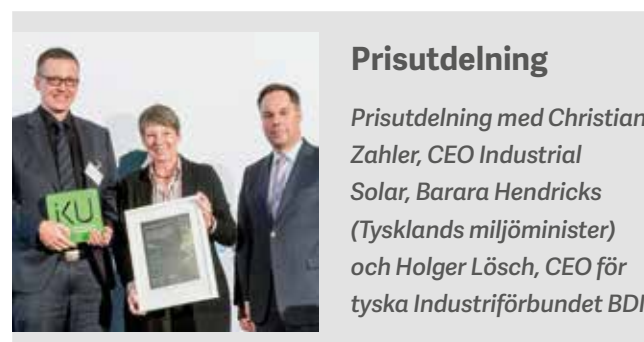 Prisutdelning
Prisutdelning med Christian
Zahler, CEO Industrial
Solar, Barara Hendricks
(Tysklands miljöminister)
och Holger Lösch, CEO för
tyska Industriförbundet BDI
iKU